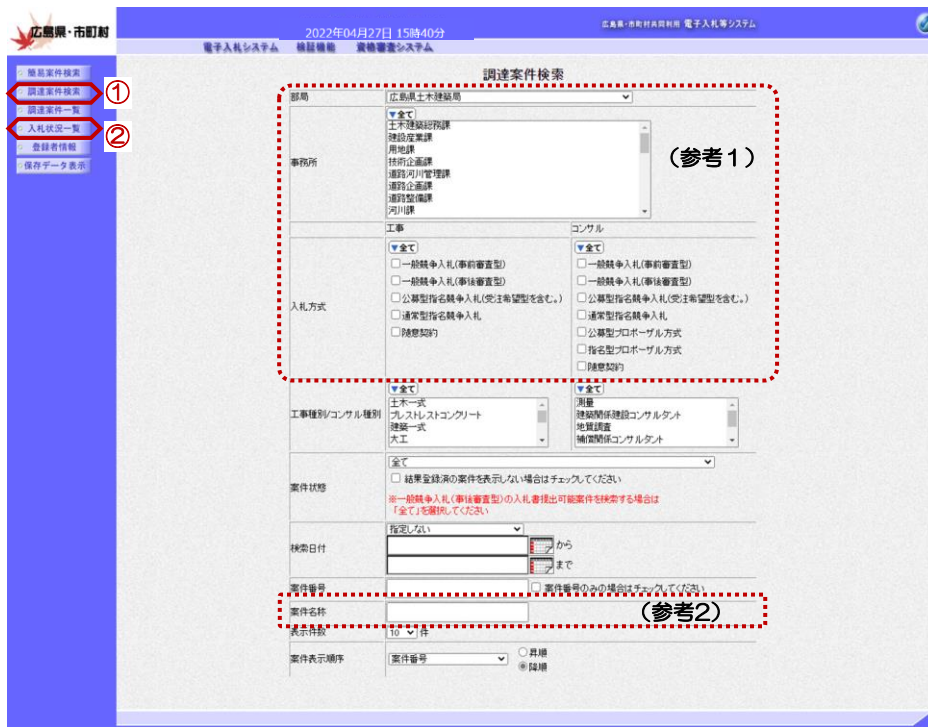 広島県・市町村
2022年04月27日 15時40分
広島県・市町村共同利用 電子入札等システム
電子入札システム 検証機能 資格審査システム
簡易案件検索
調達案件検索 ①
調達案件一覧
入札状況一覧 ②
登録者情報
保存データ表示
調達案件検索
部局 広島県土木建築局
事務所
▼全て
土木建築総務課
建設産業課
用地課
技術企画課
道路河川管理課
道路企画課
道路整備課
河川課
(参考1)
工事 コンサル
入札方式
▼全て
一般競争入札(事前審査型)
一般競争入札(事後審査型)
公募型指名競争入札(受注希望型を含む。)
通常型指名競争入札
随意契約
▼全て
一般競争入札(事前審査型)
一般競争入札(事後審査型)
公募型指名競争入札(受注希望型を含む。)
通常型指名競争入札
公募型プロポーザル方式
指名型プロポーザル方式
随意契約
工事種別/コンサル種別
▼全て
土木一式
プレストレストコンクリート
建築一式
大工
▼全て
測量
建築関係建設コンサルタント
地質調査
補償関係コンサルタント
案件状態
全て
結果登録済の案件を表示しない場合はチェックしてください
※一般競争入札(事後審査型)の入札書提出可能案件を検索する場合は
「全て」を選択してください
検索日付
指定しない
から
まで
案件番号 案件番号のみの場合はチェックしてください
案件名称 (参考2)
表示件数 10 件
案件表示順序 案件番号
昇順
降順